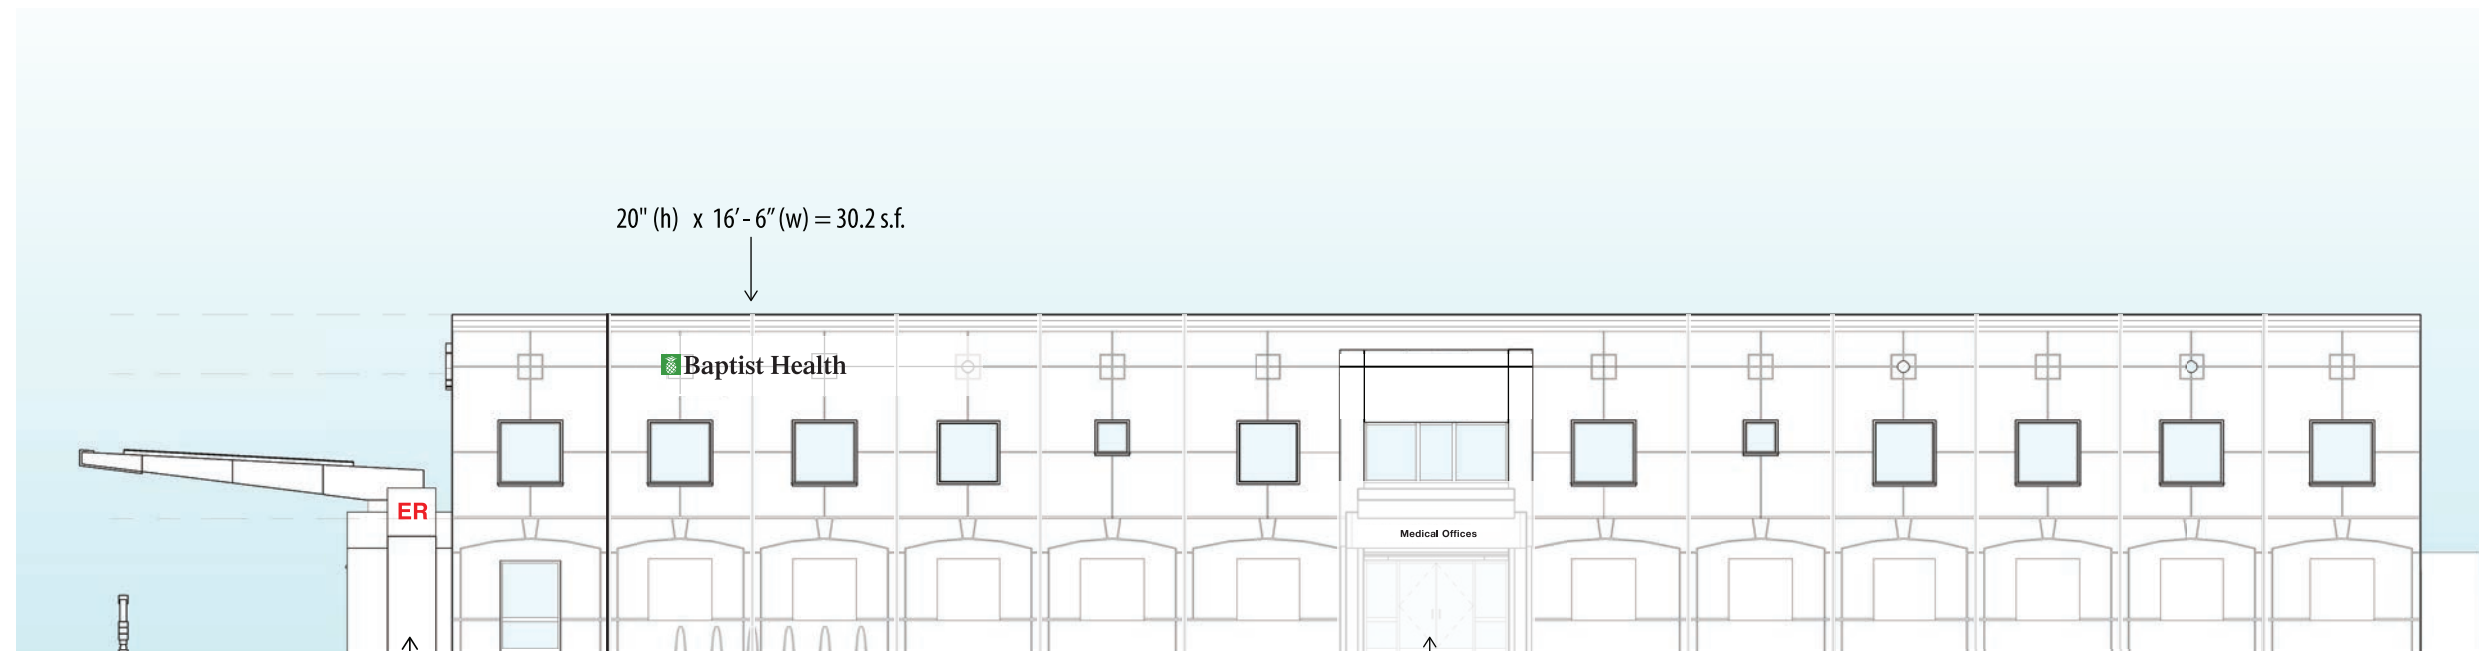 20" (h) x 16’- 6” (w) = 30.2 s.f.
Baptist Health
ER
Medical Offices